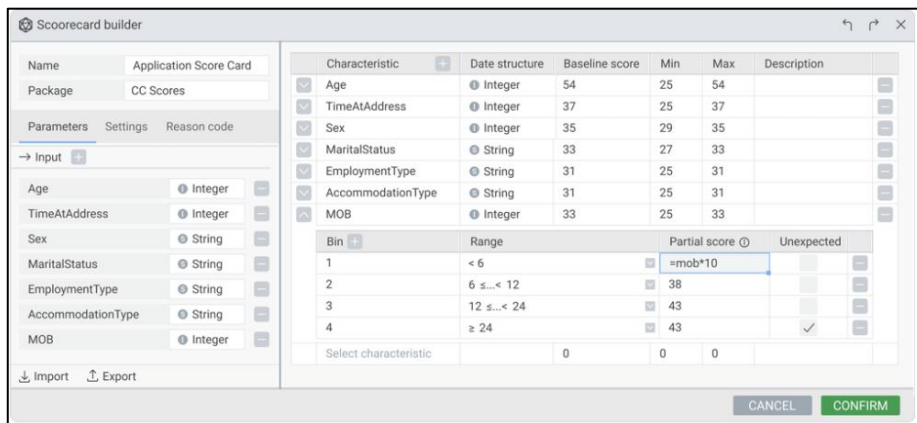 Scoorecard builder
Name Application Score Card
Package CC Scores
Parameters Settings Reason code
→ Input +
Age Integer
TimeAtAddress Integer
Sex String
MaritalStatus String
EmploymentType String
AccommodationType String
MOB Integer
Import Export
Characteristic + Date structure Baseline score Min Max Description
Age Integer 54 25 54
TimeAtAddress Integer 37 25 37
Sex Integer 35 29 35
MaritalStatus String 33 27 33
EmploymentType String 31 25 31
AccommodationType String 31 25 31
MOB Integer 33 25 33
Bin + Range Partial score Unexpected
1 < 6 =mob*10
2 6 ≤...< 12 38
3 12 ≤...< 24 43
4 ≥ 24 43
Select characteristic 0 0 0
CANCEL CONFIRM